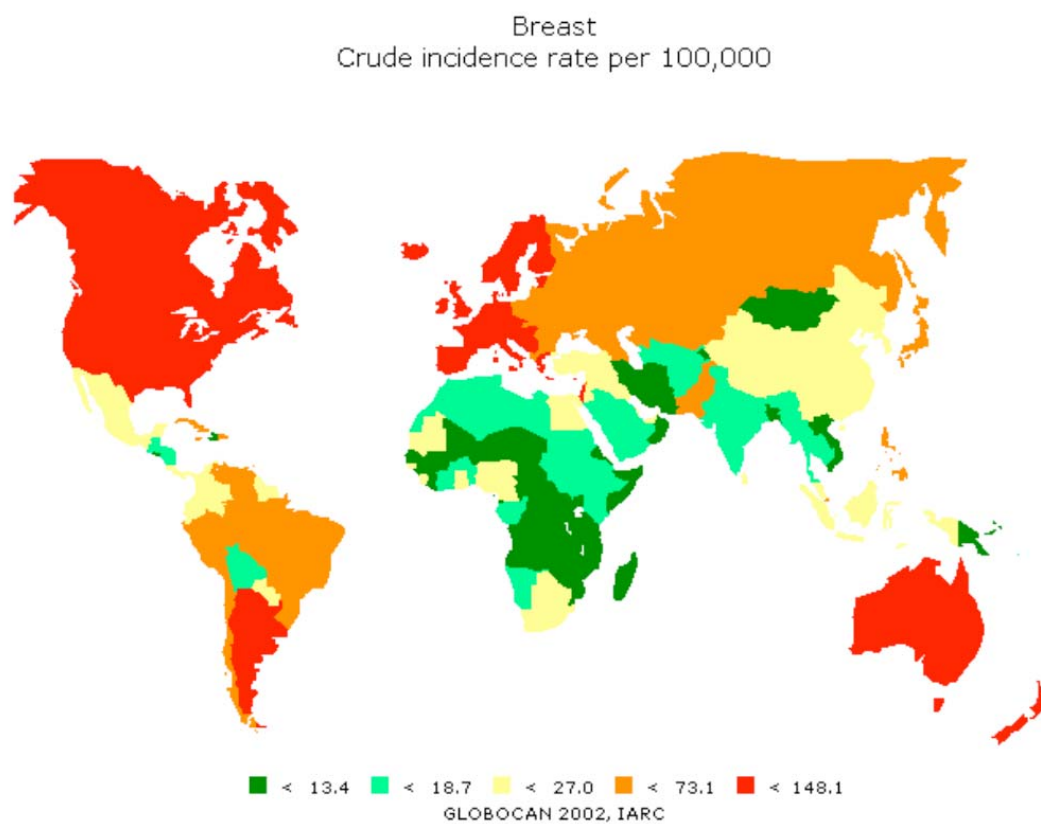 Breast
Crude incidence rate per 100,000
< 13.4 < 18.7 < 27.0 < 73.1 < 148.1
GLOBOCAN 2002, IARC